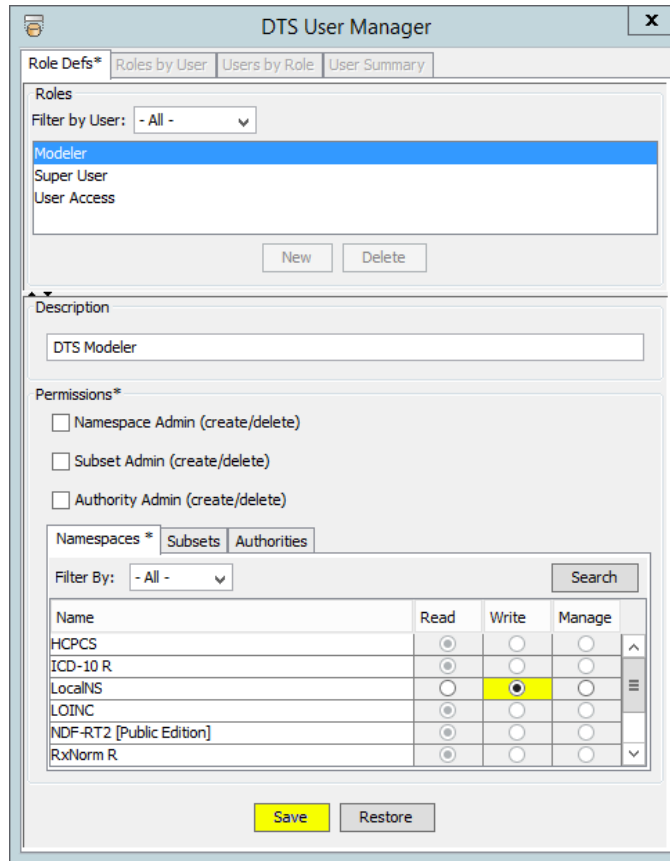 DTS User Manager x
Role Defs* Roles by User Users by Role User Summary
Roles
Filter by User: - All -
Modeler
Super User
User Access
New Delete
Description
DTS Modeler
Permissions*
Namespace Admin (create/delete)
Subset Admin (create/delete)
Authority Admin (create/delete)
Namespaces * Subsets Authorities
Filter By: - All - Search
Name Read Write Manage
HCPCS
ICD-10 R
LocalNS
LOINC
NDF-RT2 [Public Edition]
RxNorm R
Save Restore